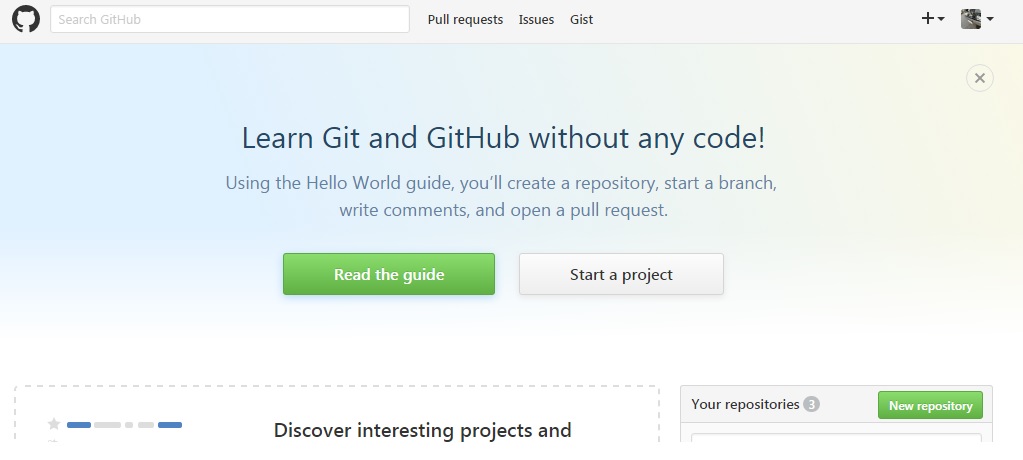 Search GitHub
Pull requests Issues Gist
Learn Git and GitHub without any code!
Using the Hello World guide, you'll create a repository, start a branch,
write comments, and open a pull request.
Read the guide Start a project
Your repositories 3 New repository
Discover interesting projects and